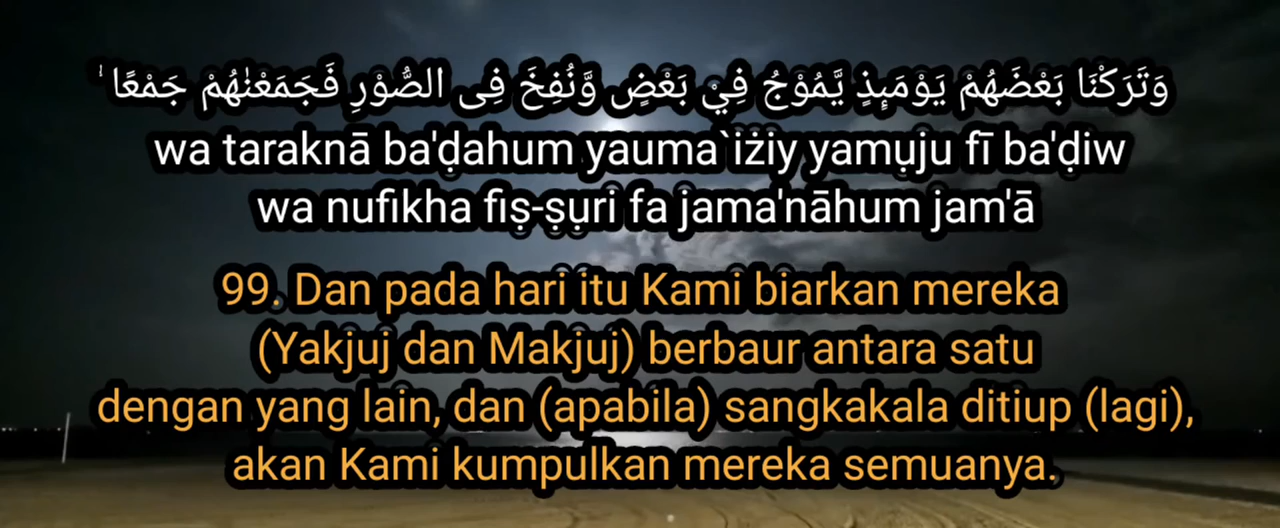 وَتَرَكْنَا بَعْضَهُمْ يَوْمَىِٕذٍ يَّمُوْجُ فِيْ بَعْضٍ وَّنُفِخَ فِى الصُّوْرِ فَجَمَعْنٰهُمْ جَمْعًا ۙ
wa taraknā ba'ḍahum yauma`iżiy yamụju fī ba'ḍiw
wa nufikha fiṣ-ṣụri fa jama'nāhum jam'ā
99. Dan pada hari itu Kami biarkan mereka
(Yakjuj dan Makjuj) berbaur antara satu
dengan yang lain, dan (apabila) sangkakala ditiup (lagi),
akan Kami kumpulkan mereka semuanya.